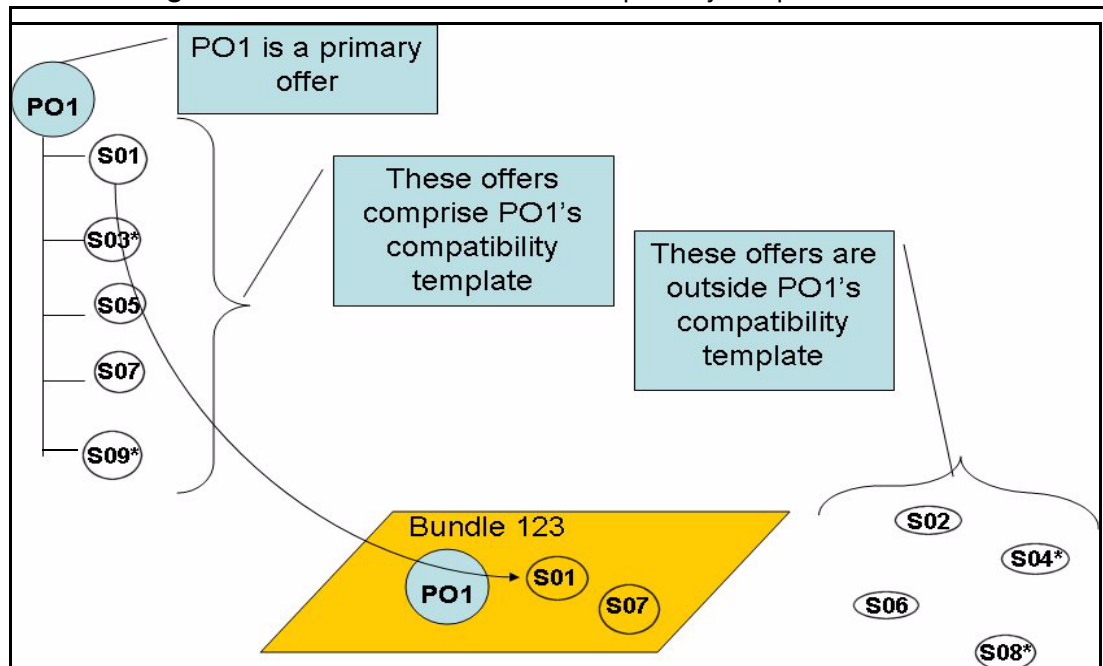 PO1 is a primary
offer
PO1
S01
S03*
S05
S07
S09*
These offers
comprise PO1's
compatibility
template
These offers are
outside PO1's
compatibility
template
Bundle 123
PO1
S01
S07
S02
S04*
S06
S08*